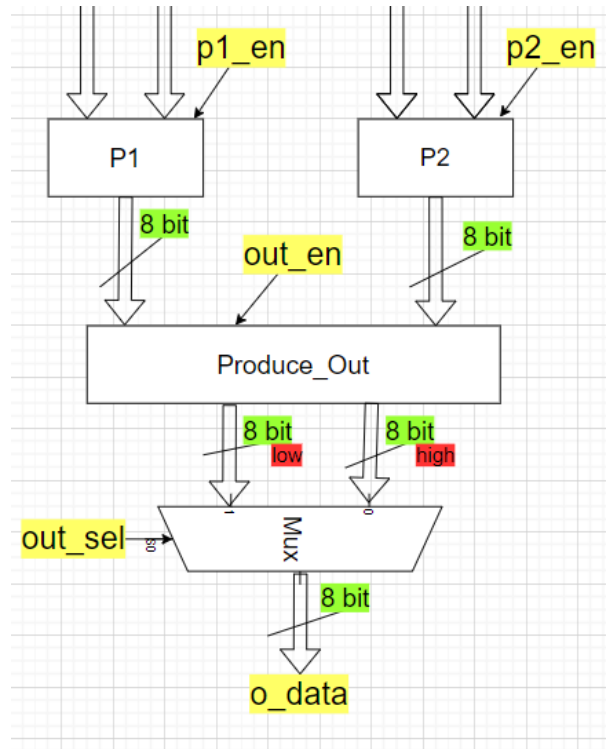 p1_en
p2_en
P1
P2
8 bit
8 bit
out_en
Produce_Out
8 bit
low
8 bit
high
1
0
out_sel
S0
Mux
8 bit
o_data